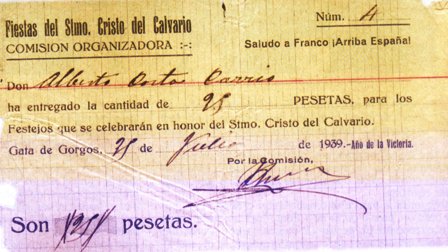 Fiestas del Stmo. Cristo del Calvario
COMISION ORGANIZADORA :-:
Núm. 4
Saludo a Franco ¡Arriba España!
Don Alberto
ha entregado la cantidad de 25 PESETAS, para los
Festejos que se celebrarán en honor del Stmo. Cristo del Calvario.
Gata de Gorgos, 25 de Julio de 1939.-Año de la Victoria.
Por la Comisión,
Son //25// pesetas.